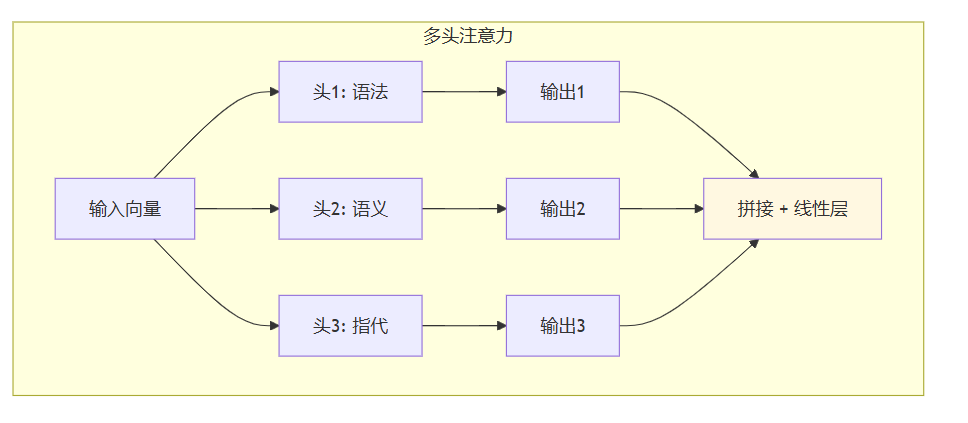 多头注意力
头1: 语法
输出1
输入向量
头2: 语义
输出2
拼接 + 线性层
头3: 指代
输出3